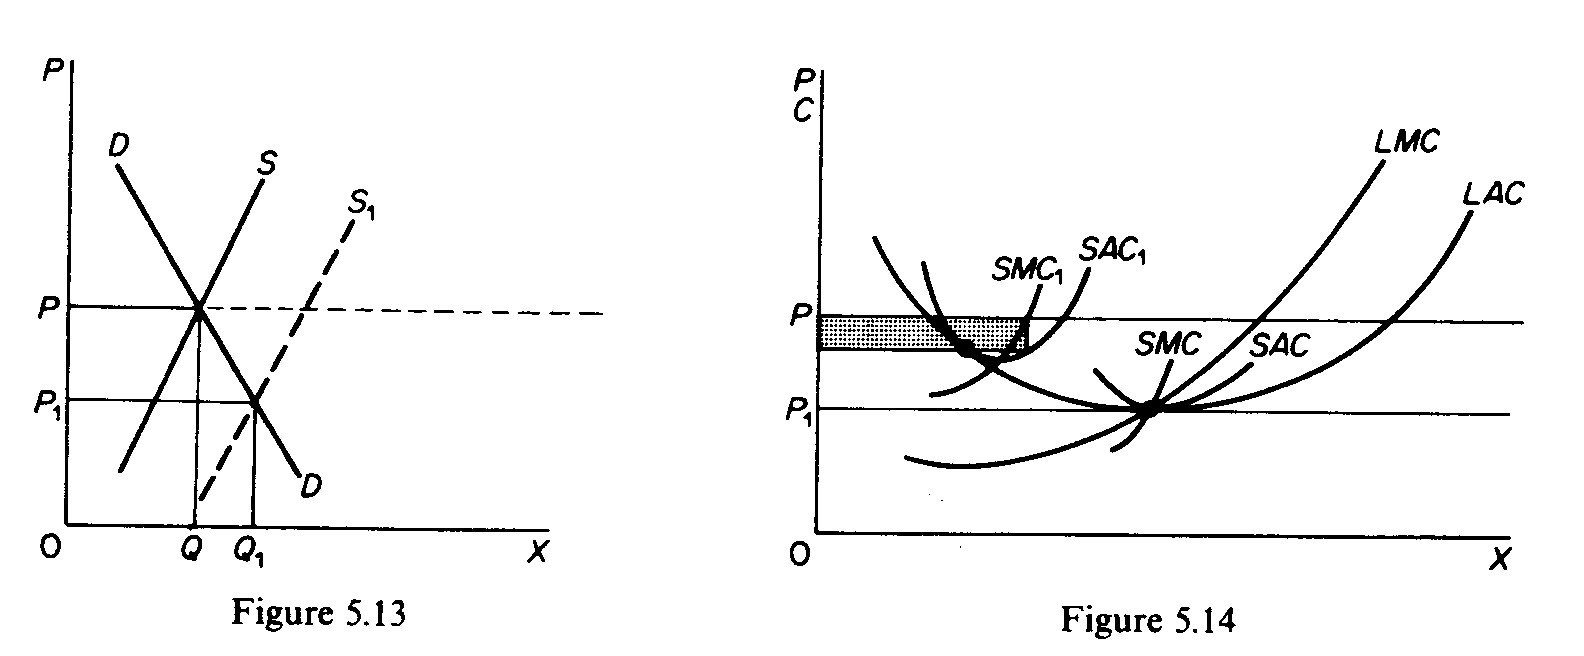 P
D
S
S₁
P
P₁
D
O
Q
Q₁
X
Figure 5.13
P
C
LMC
LAC
SAC₁
SMC₁
P
SMC
SAC
P₁
O
X
Figure 5.14